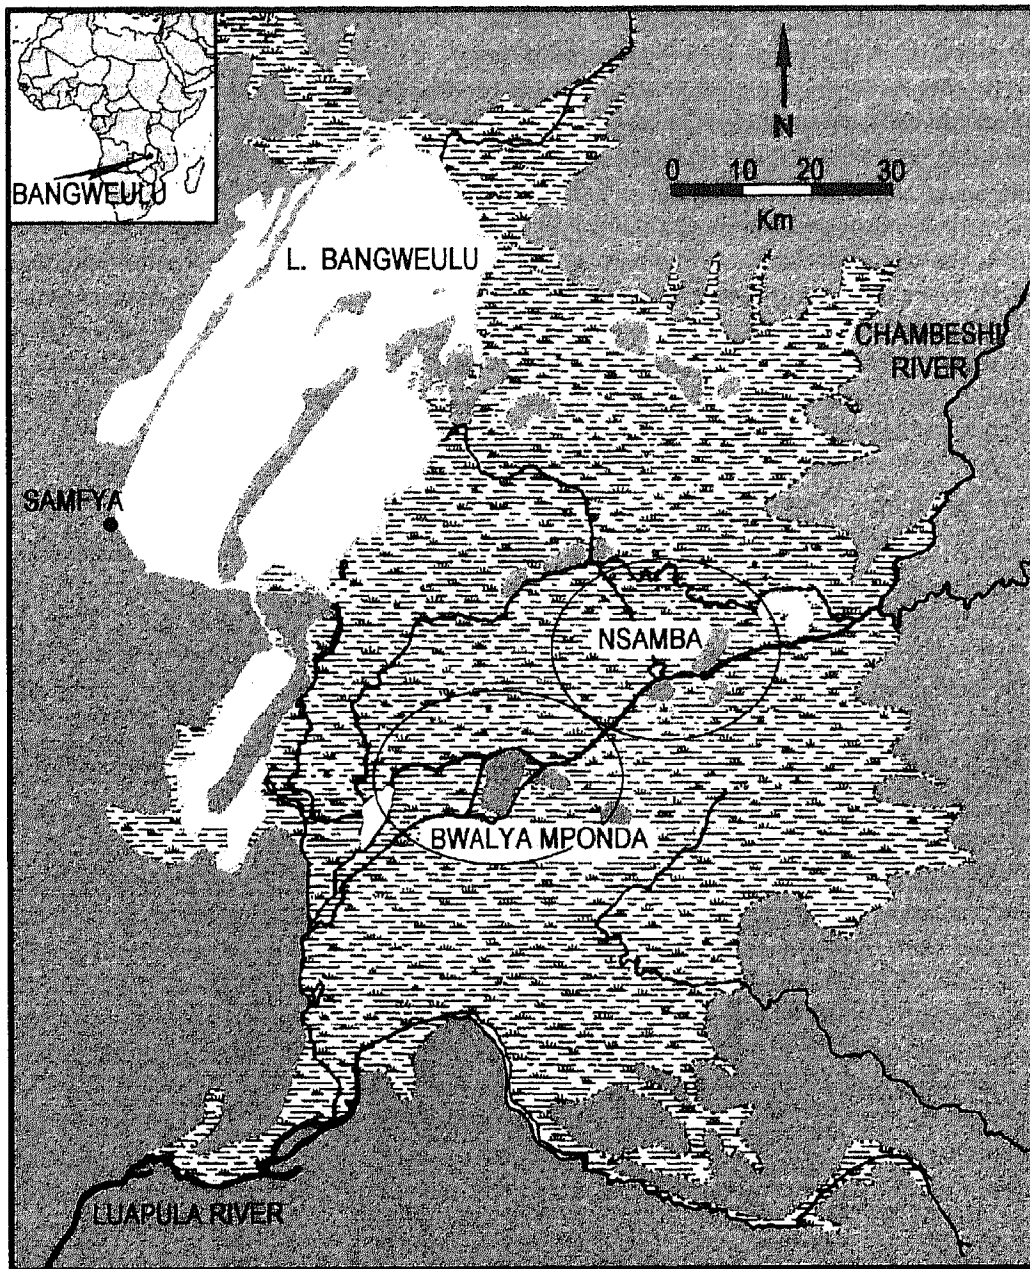 BANGWEULU
N
0 10 20 30
Km
L. BANGWEULU
CHAMBESHI
RIVER
SAMFYA
NSAMBA
BWALYA MPONDA
LUAPULA RIVER